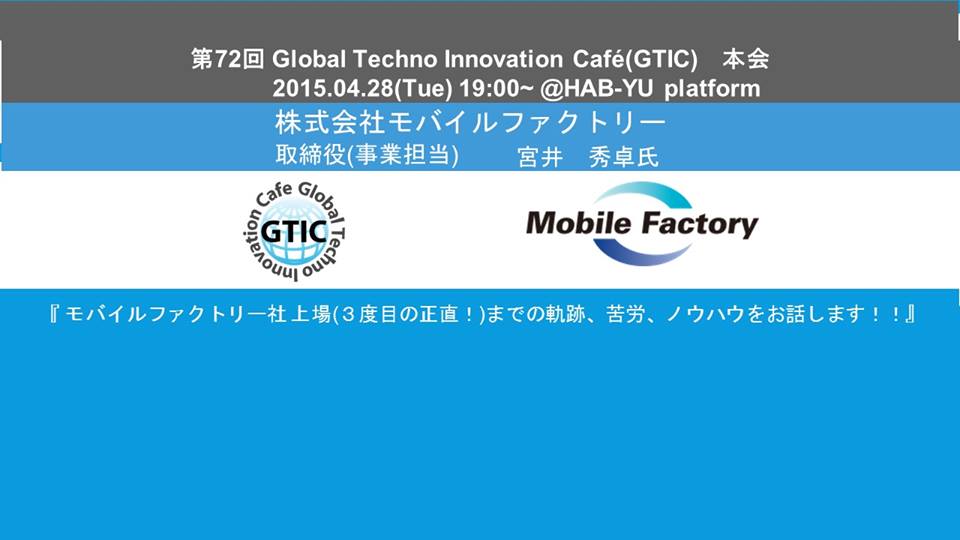 第72回 Global Techno Innovation Café(GTIC)　本会
2015.04.28(Tue) 19:00~ @HAB-YU platform
株式会社モバイルファクトリー
取締役(事業担当)　宮井　秀卓氏
Cafe Global Techno Innovation
GTIC
Mobile Factory
『モバイルファクトリー社上場(３度目の正直！)までの軌跡、苦労、ノウハウをお話します！！』